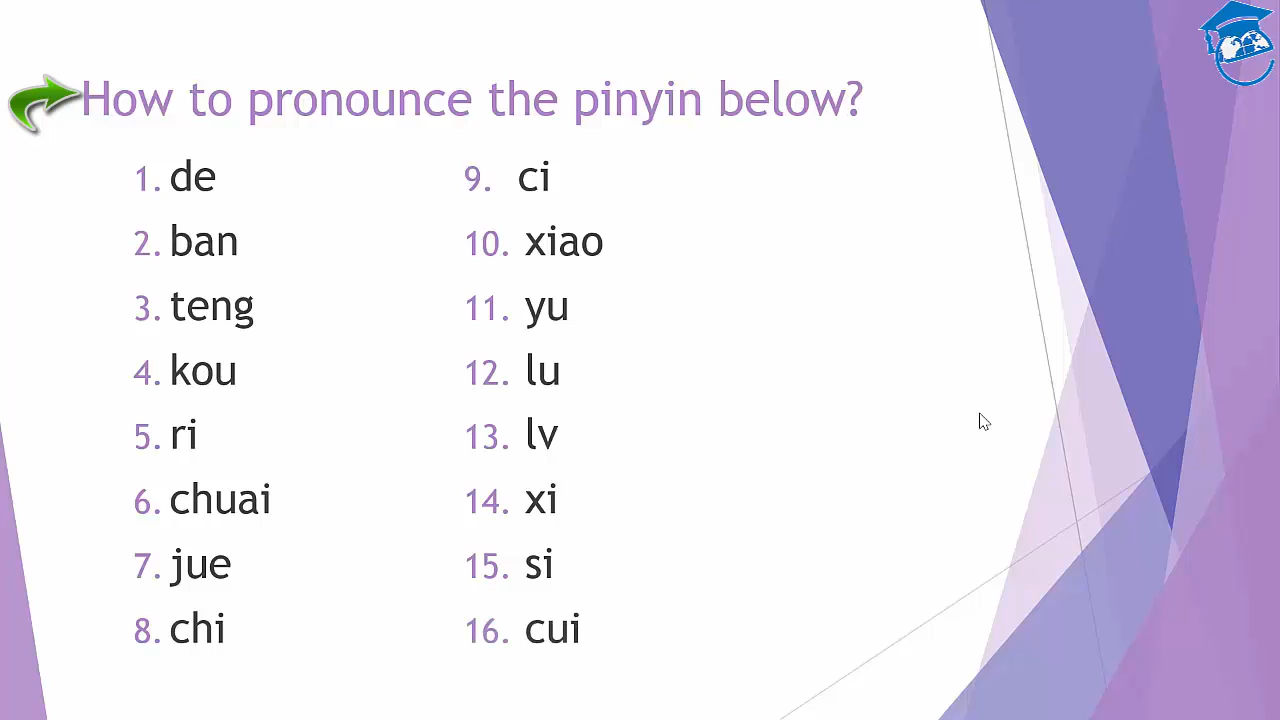 How to pronounce the pinyin below?
1. de
2. ban
3. teng
4. kou
5. ri
6. chuai
7. jue
8. chi
9. ci
10. xiao
11. yu
12. lu
13. lv
14. xi
15. si
16. cui